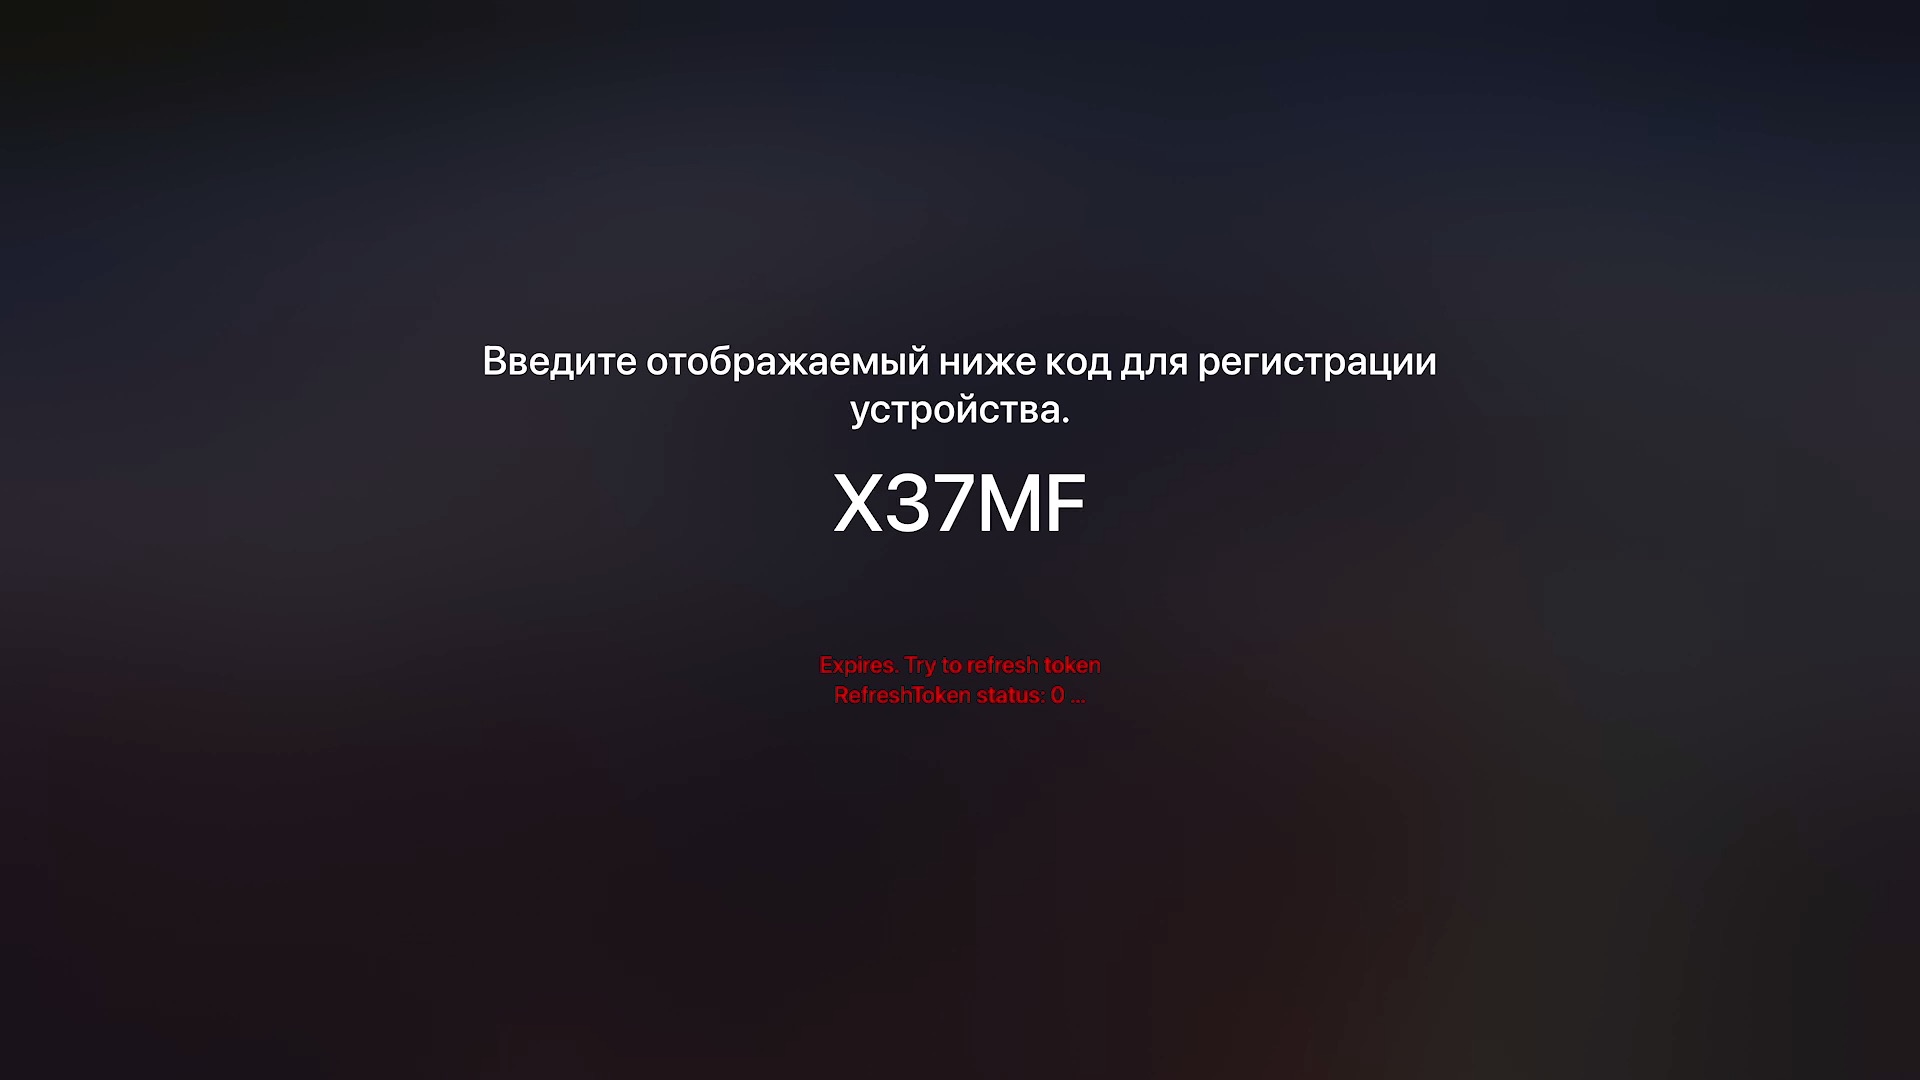 Введите отображаемый ниже код для регистрации
устройства.
X37MF
Expires. Try to refresh token
RefreshToken status: 0 ...